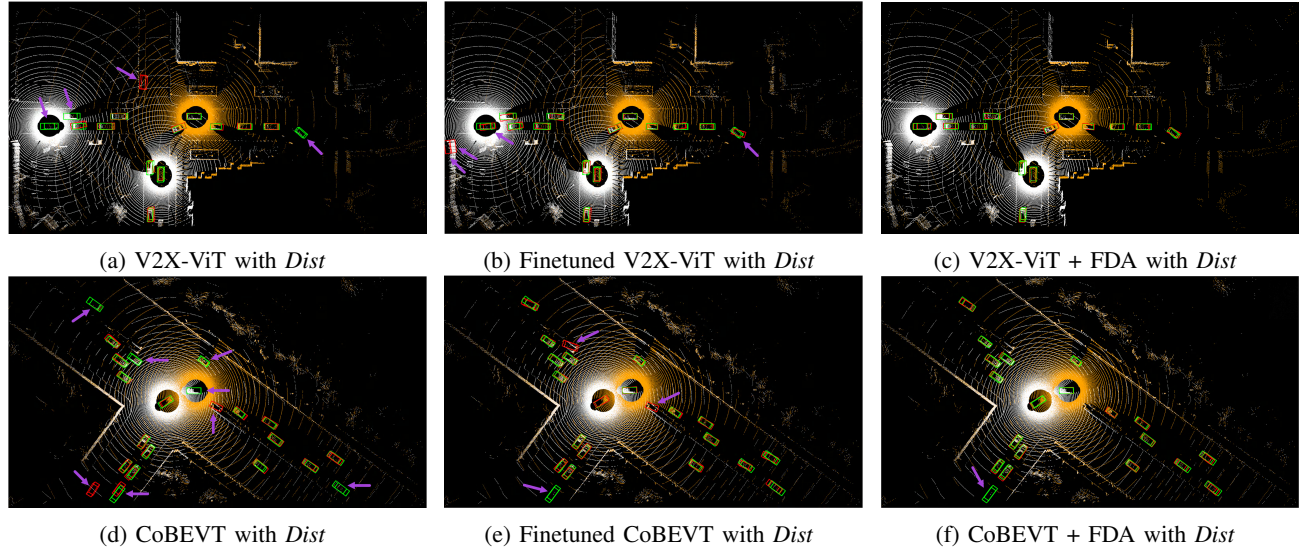 (a) V2X-ViT with Dist
(b) Finetuned V2X-ViT with Dist
(c) V2X-ViT + FDA with Dist
(d) CoBEVT with Dist
(e) Finetuned CoBEVT with Dist
(f) CoBEVT + FDA with Dist